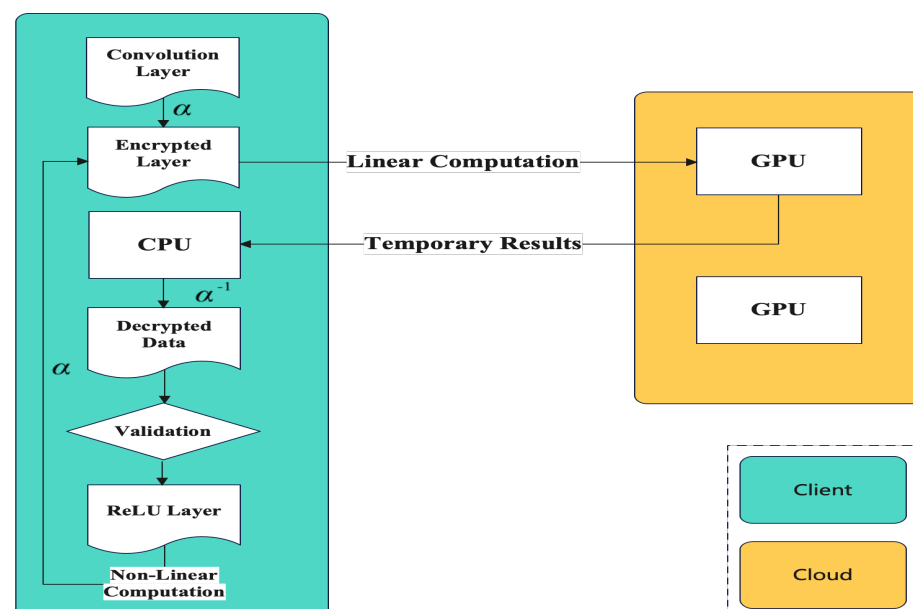 Convolution
Layer
α
Encrypted
Layer
Linear Computation
GPU
CPU
Temporary Results
α⁻¹
GPU
Decrypted
Data
α
Validation
ReLU Layer
Non-Linear
Computation
Client
Cloud